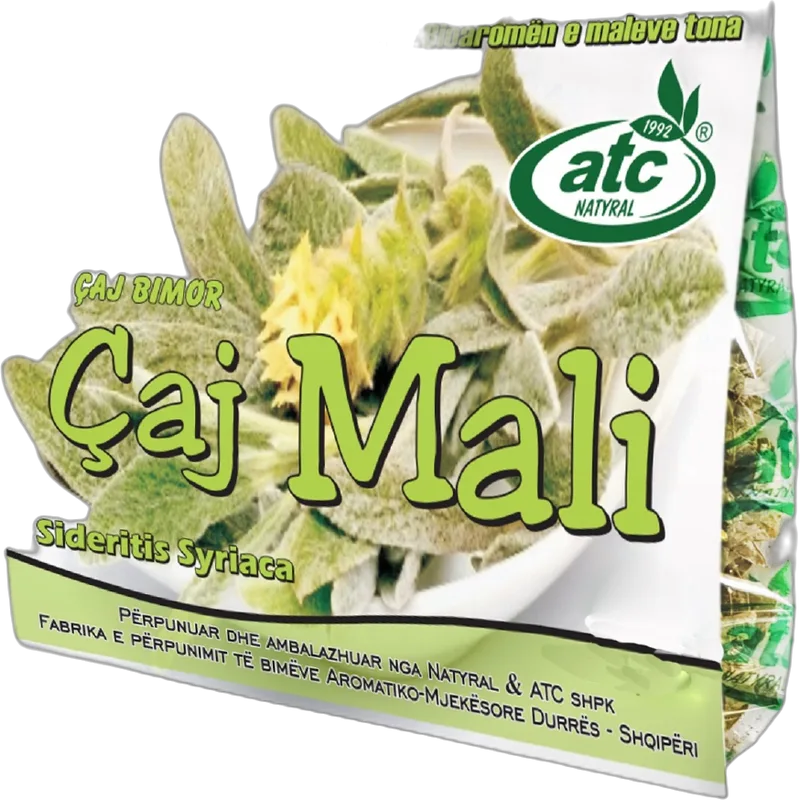 aromën e maleve tona
1992
atc
NATYRAL
®
ÇAJ BIMOR
Çaj Mali
Sideritis Syriaca
PËRPUNUAR DHE AMBALAZHUAR NGA NATYRAL & ATC SHPK
FABRIKA E PËRPUNIMIT TË BIMËVE AROMATIKO-MJEKËSORE DURRËS - SHQIPËRI